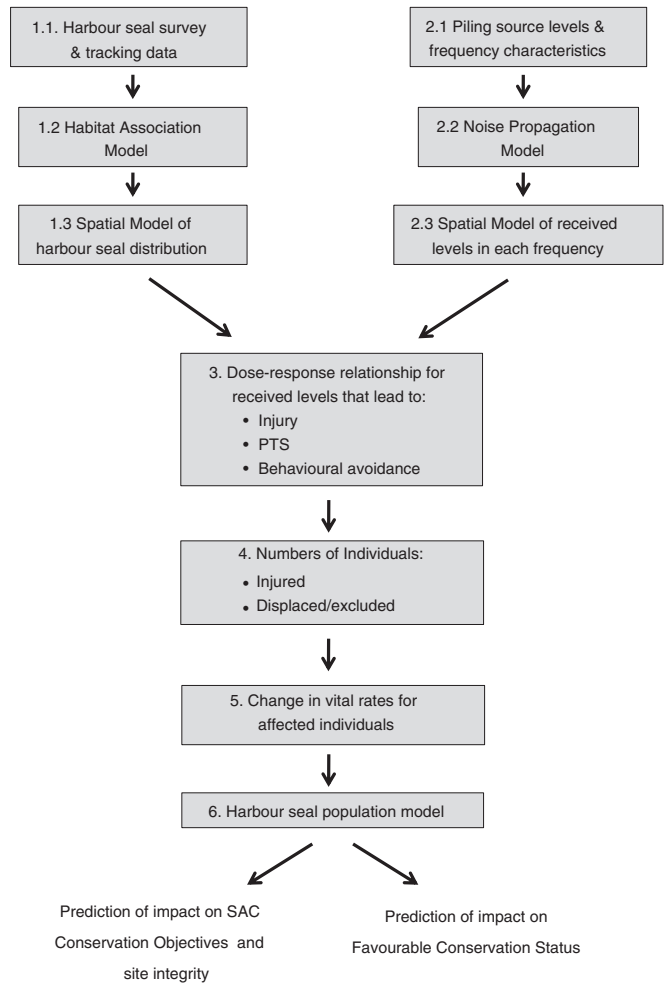 1.1. Harbour seal survey
& tracking data
2.1 Piling source levels &
frequency characteristics
1.2 Habitat Association
Model
2.2 Noise Propagation
Model
1.3 Spatial Model of
harbour seal distribution
2.3 Spatial Model of received
levels in each frequency
3. Dose-response relationship for
received levels that lead to:
• Injury
• PTS
• Behavioural avoidance
4. Numbers of Individuals:
• Injured
• Displaced/excluded
5. Change in vital rates for
affected individuals
6. Harbour seal population model
Prediction of impact on SAC
Conservation Objectives and
site integrity
Prediction of impact on
Favourable Conservation Status